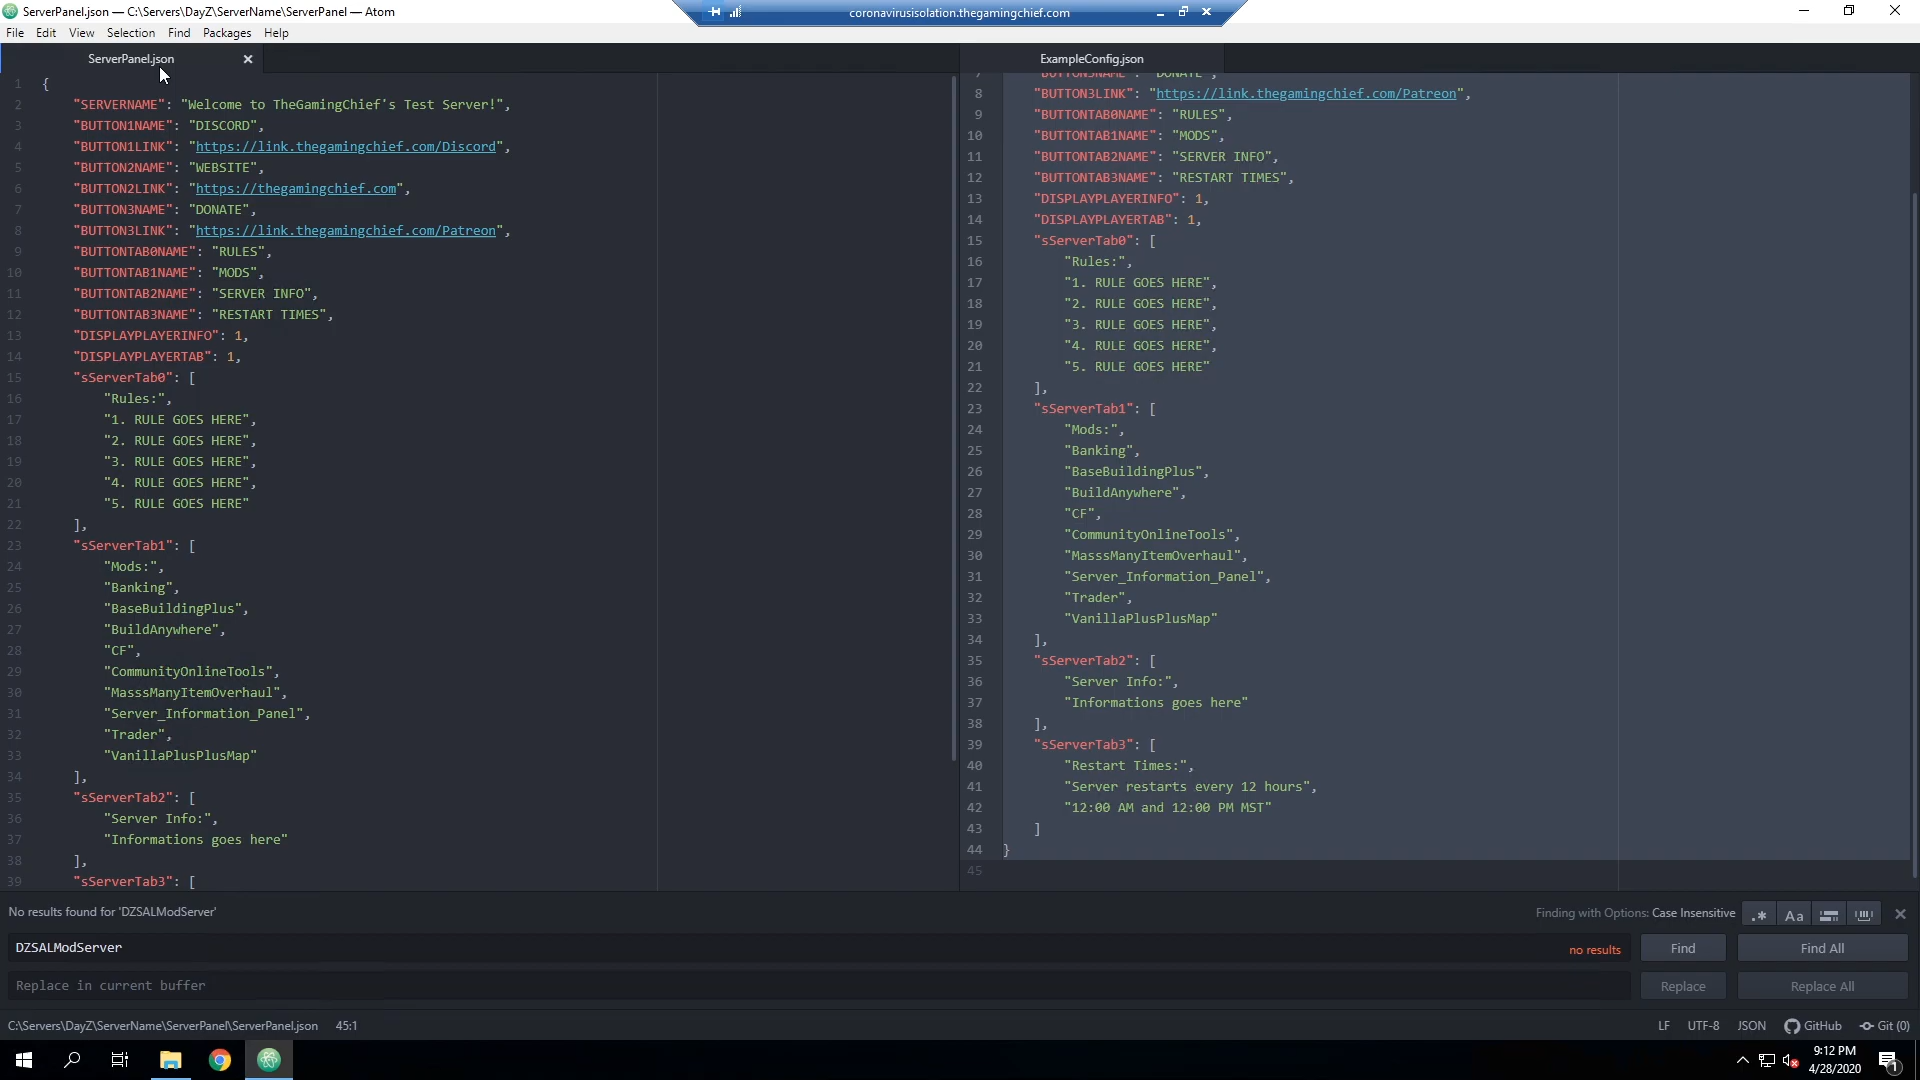 ServerPanel.json — C:\Servers\DayZ\ServerName\ServerPanel — Atom
coronavirusisolation.thegamingchief.com
File Edit View Selection Find Packages Help
ServerPanel.json
1 {
2 "SERVERNAME": "Welcome to TheGamingChief's Test Server!",
3 "BUTTON1NAME": "DISCORD",
4 "BUTTON1LINK": "https://link.thegamingchief.com/Discord",
5 "BUTTON2NAME": "WEBSITE",
6 "BUTTON2LINK": "https://thegamingchief.com",
7 "BUTTON3NAME": "DONATE",
8 "BUTTON3LINK": "https://link.thegamingchief.com/Patreon",
9 "BUTTONTAB0NAME": "RULES",
10 "BUTTONTAB1NAME": "MODS",
11 "BUTTONTAB2NAME": "SERVER INFO",
12 "BUTTONTAB3NAME": "RESTART TIMES",
13 "DISPLAYPLAYERINFO": 1,
14 "DISPLAYPLAYERTAB": 1,
15 "sServerTab0": [
16 "Rules:",
17 "1. RULE GOES HERE",
18 "2. RULE GOES HERE",
19 "3. RULE GOES HERE",
20 "4. RULE GOES HERE",
21 "5. RULE GOES HERE"
22 ],
23 "sServerTab1": [
24 "Mods:",
25 "Banking",
26 "BaseBuildingPlus",
27 "BuildAnywhere",
28 "CF",
29 "CommunityOnlineTools",
30 "MasssManyItemOverhaul",
31 "Server_Information_Panel",
32 "Trader",
33 "VanillaPlusPlusMap"
34 ],
35 "sServerTab2": [
36 "Server Info:",
37 "Informations goes here"
38 ],
39 "sServerTab3": [
ExampleConfig.json
7 "BUTTON3NAME": "DONATE",
8 "BUTTON3LINK": "https://link.thegamingchief.com/Patreon",
9 "BUTTONTAB0NAME": "RULES",
10 "BUTTONTAB1NAME": "MODS",
11 "BUTTONTAB2NAME": "SERVER INFO",
12 "BUTTONTAB3NAME": "RESTART TIMES",
13 "DISPLAYPLAYERINFO": 1,
14 "DISPLAYPLAYERTAB": 1,
15 "sServerTab0": [
16 "Rules:",
17 "1. RULE GOES HERE",
18 "2. RULE GOES HERE",
19 "3. RULE GOES HERE",
20 "4. RULE GOES HERE",
21 "5. RULE GOES HERE"
22 ],
23 "sServerTab1": [
24 "Mods:",
25 "Banking",
26 "BaseBuildingPlus",
27 "BuildAnywhere",
28 "CF",
29 "CommunityOnlineTools",
30 "MasssManyItemOverhaul",
31 "Server_Information_Panel",
32 "Trader",
33 "VanillaPlusPlusMap"
34 ],
35 "sServerTab2": [
36 "Server Info:",
37 "Informations goes here"
38 ],
39 "sServerTab3": [
40 "Restart Times:",
41 "Server restarts every 12 hours",
42 "12:00 AM and 12:00 PM MST"
43 ]
44 }
45
No results found for 'DZSALModServer'
Finding with Options: Case Insensitive
.* Aa
DZSALModServer
no results
Find
Find All
Replace in current buffer
Replace
Replace All
C:\Servers\DayZ\ServerName\ServerPanel\ServerPanel.json 45:1
LF UTF-8 JSON GitHub Git (0)
9:12 PM
4/28/2020
1